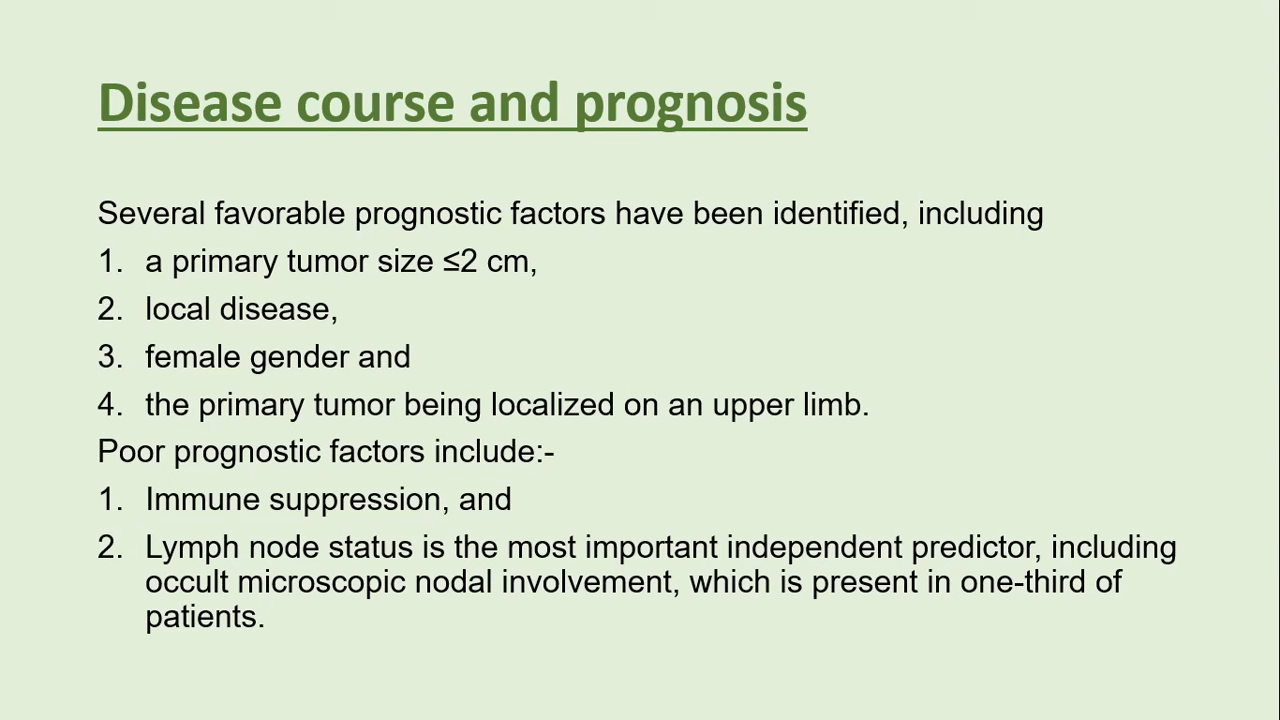 Disease course and prognosis
Several favorable prognostic factors have been identified, including
1. a primary tumor size ≤2 cm,
2. local disease,
3. female gender and
4. the primary tumor being localized on an upper limb.
Poor prognostic factors include:-
1. Immune suppression, and
2. Lymph node status is the most important independent predictor, including
occult microscopic nodal involvement, which is present in one-third of
patients.